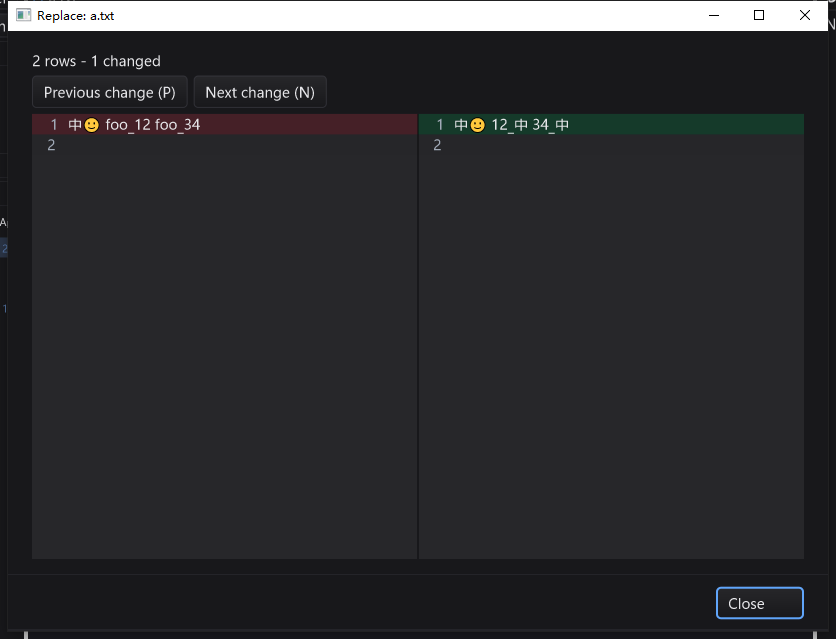 Replace: a.txt
2 rows - 1 changed
Previous change (P) Next change (N)
1 中🙂 foo_12 foo_34 1 中🙂 12_中 34_中
2 2
Close